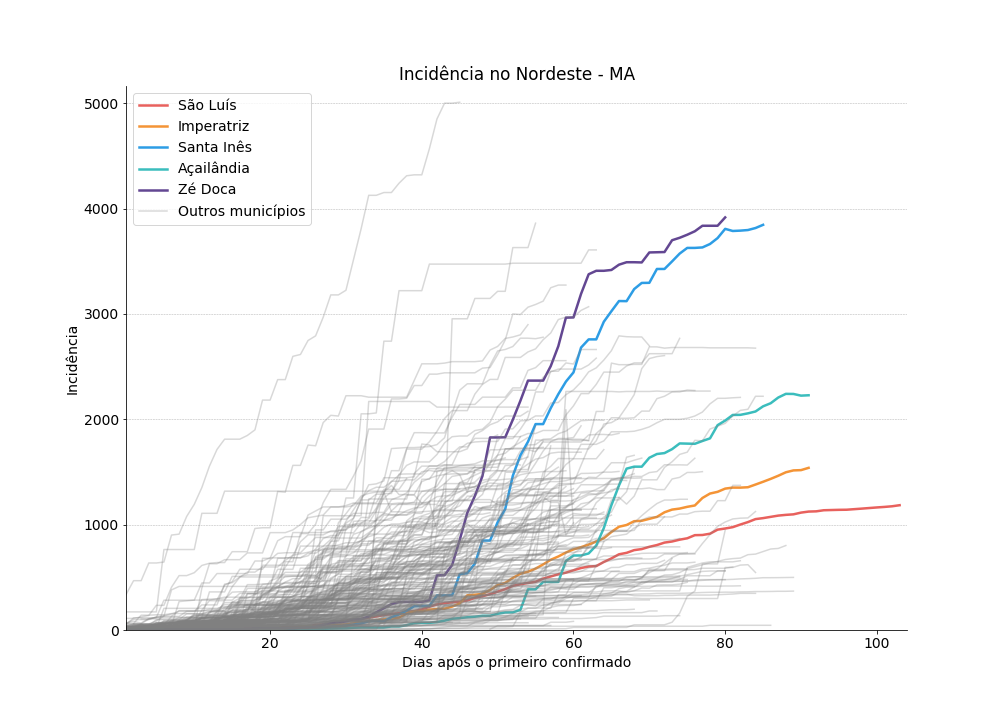 Incidência no Nordeste - MA
São Luís
Imperatriz
Santa Inês
Açailândia
Zé Doca
Outros municípios
5000
4000
3000
2000
1000
0
Incidência
20
40
60
80
100
Dias após o primeiro confirmado